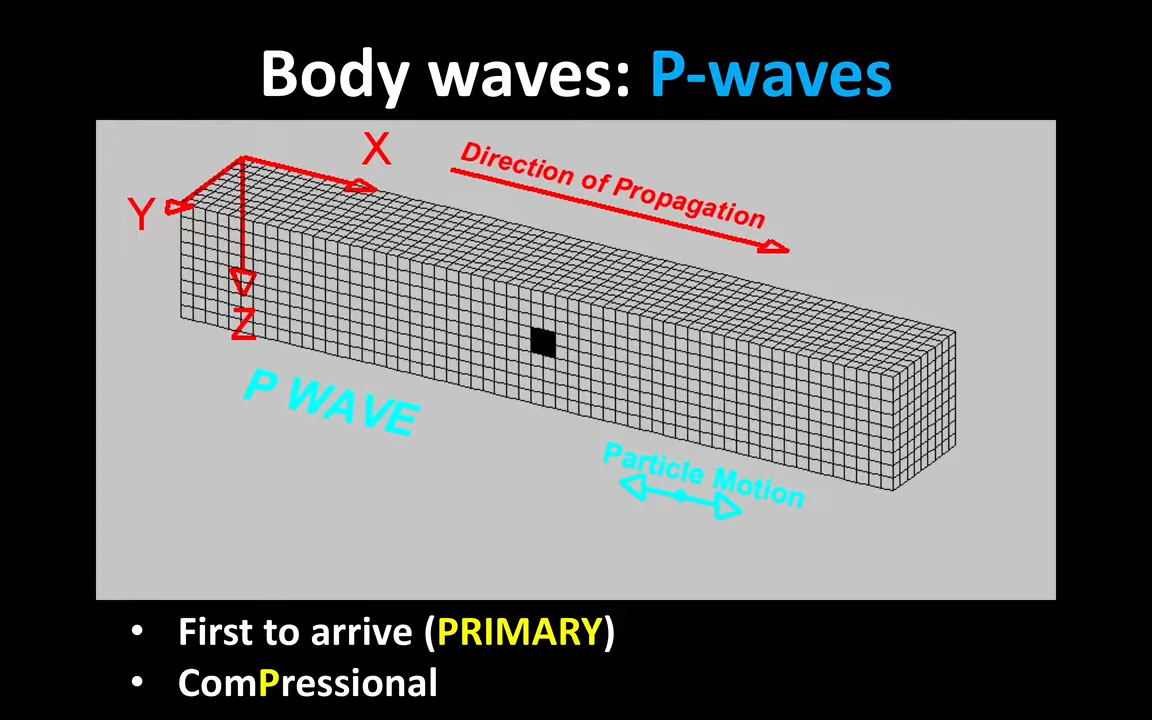 Body waves: P-waves
X
Direction of Propagation
Y
Z
P WAVE
Particle Motion
• First to arrive (PRIMARY)
• ComPressional